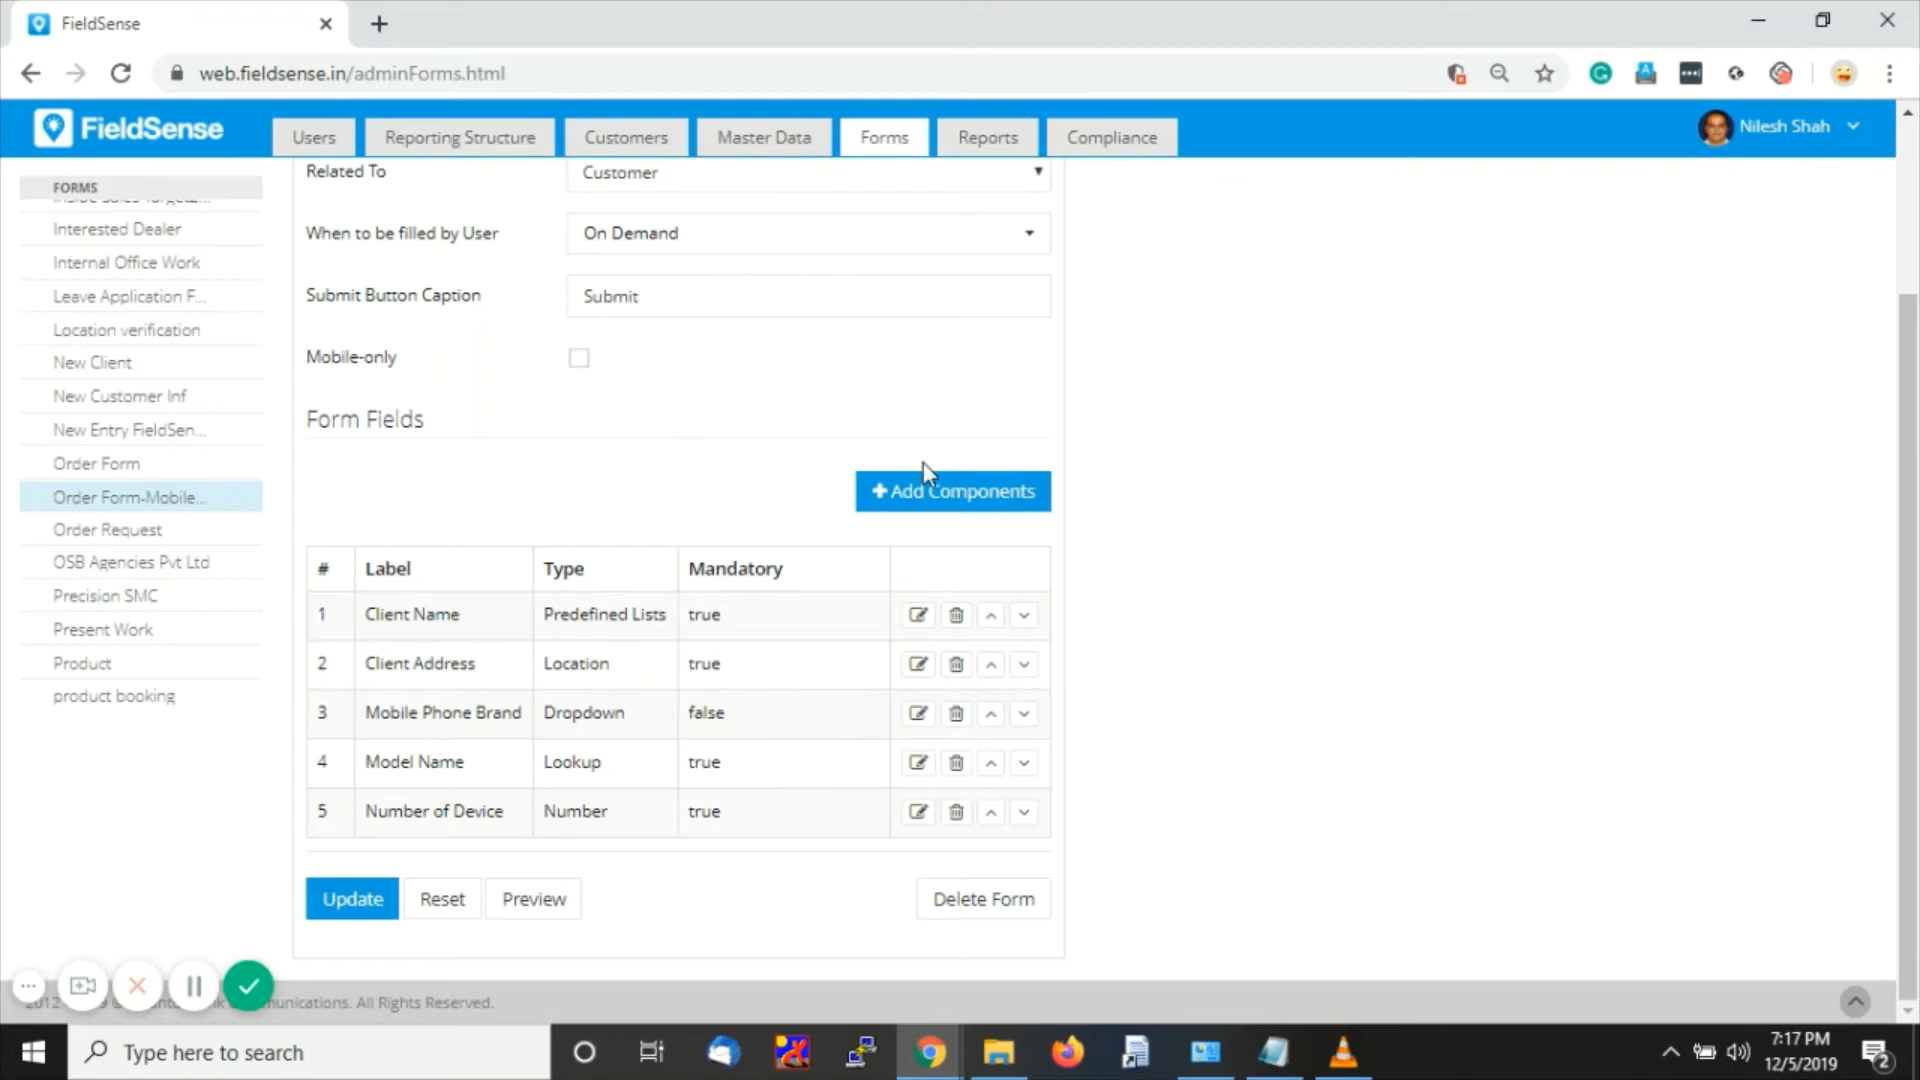 FieldSense
web.fieldsense.in/adminForms.html
FieldSense
Users
Reporting Structure
Customers
Master Data
Forms
Reports
Compliance
Nilesh Shah
FORMS
Interested Dealer
Internal Office Work
Leave Application F...
Location verification
New Client
New Customer Inf
New Entry FieldSen...
Order Form
Order Form-Mobile...
Order Request
OSB Agencies Pvt Ltd
Precision SMC
Present Work
Product
product booking
Related To Customer
When to be filled by User On Demand
Submit Button Caption Submit
Mobile-only
Form Fields
Add Components
# Label Type Mandatory
1 Client Name Predefined Lists true
2 Client Address Location true
3 Mobile Phone Brand Dropdown false
4 Model Name Lookup true
5 Number of Device Number true
Update Reset Preview Delete Form
2012 All Rights Reserved.
Type here to search
7:17 PM
12/5/2019
2